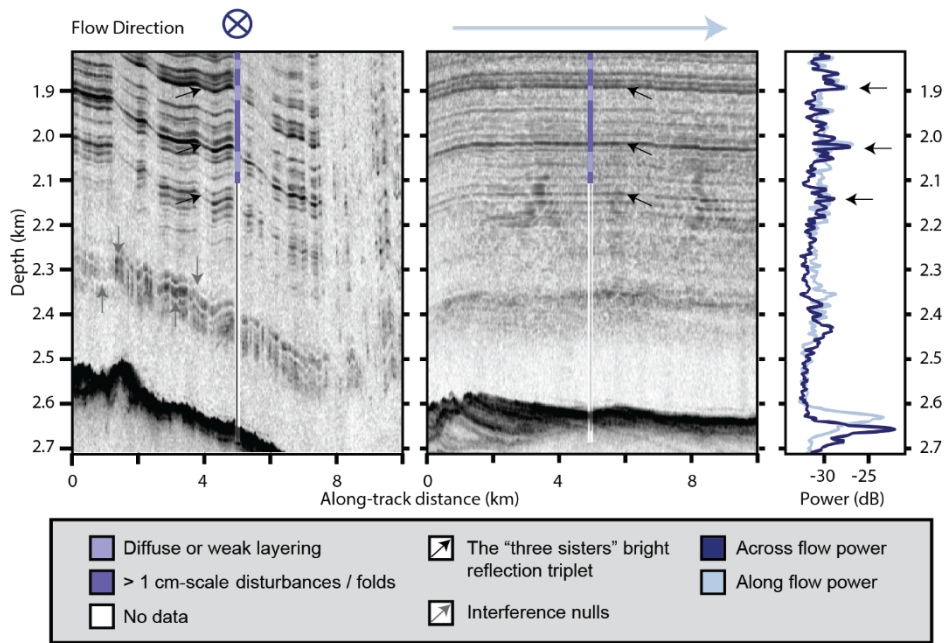 Flow Direction
Depth (km)
1.9
2.0
2.1
2.2
2.3
2.4
2.5
2.6
2.7
1.9
2.0
2.1
2.2
2.3
2.4
2.5
2.6
2.7
0
4
8
0
4
8
-30
-25
Along-track distance (km)
Power (dB)
Diffuse or weak layering
> 1 cm-scale disturbances / folds
No data
The "three sisters" bright
reflection triplet
Interference nulls
Across flow power
Along flow power